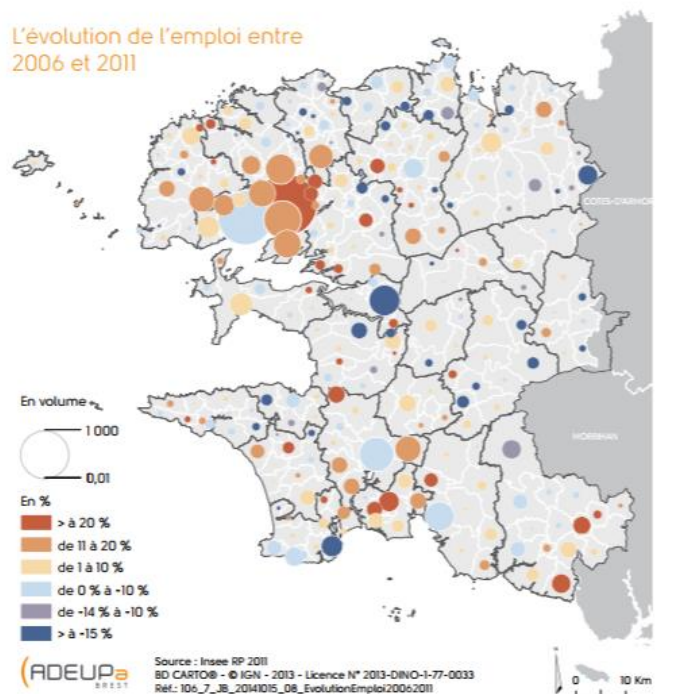 L'évolution de l'emploi entre
2006 et 2011
COTES-D'ARMOR
MORBIHAN
En volume
1 000
0,01
En %
> à 20 %
de 11 à 20 %
de 1 à 10 %
de 0 % à -10 %
de -14 % à -10 %
> à -15 %
ADEUPa
BREST
Source : Insee RP 2011
BD CARTO® - © IGN - 2013 - Licence N° 2013-DINO-1-77-0033
Réf.: 106_7_JB_20141015_08_EvolutionEmploi20062011
0 10 Km